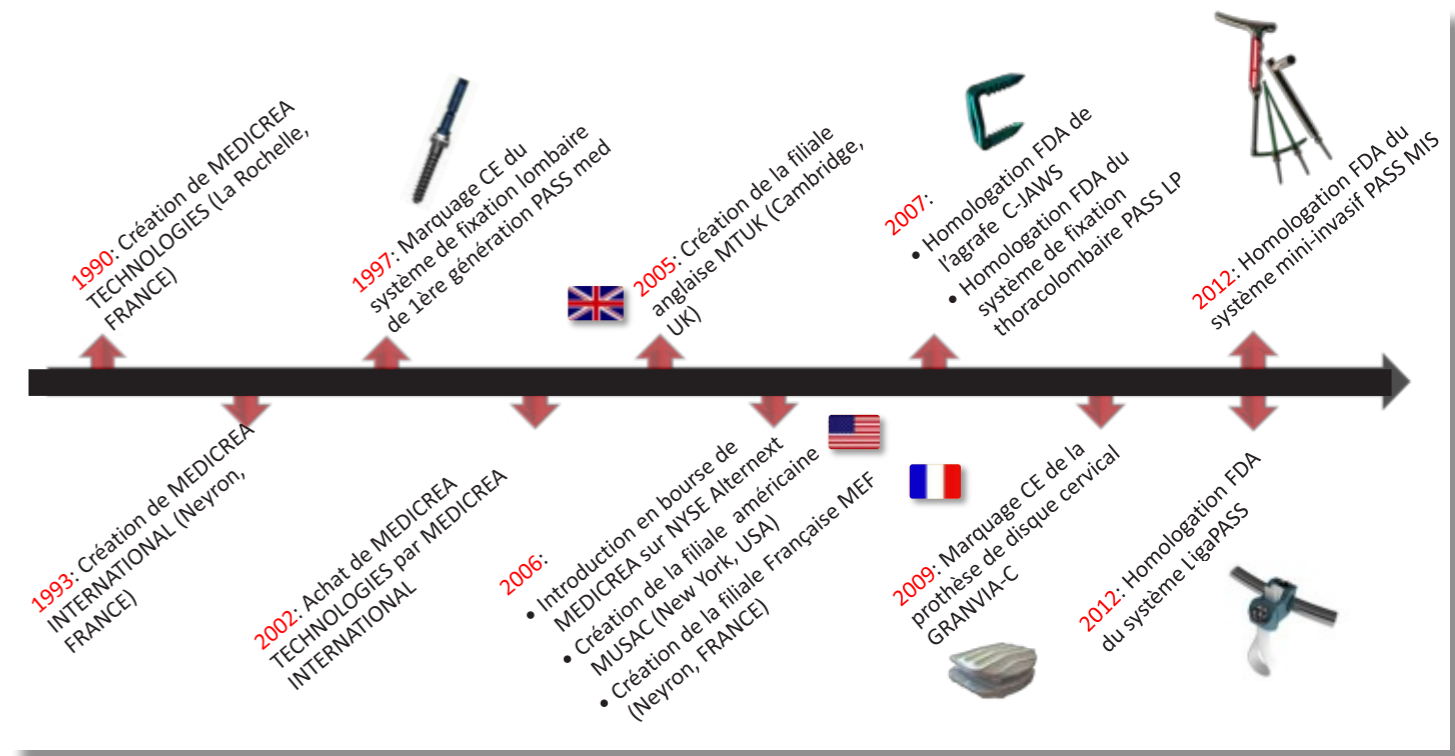 1990: Création de MEDICREA
TECHNOLOGIES (La Rochelle,
FRANCE)
1997: Marquage CE du
système de fixation lombaire
de 1ère génération PASS med
2005: Création de la filiale
anglaise MTUK (Cambridge,
UK)
2007:
• Homologation FDA de
l’agrafe C-JAWS
• Homologation FDA du
système de fixation
thoracolombaire PASS LP
2012: Homologation FDA du
système mini-invasif PASS MIS
1993: Création de MEDICREA
INTERNATIONAL (Neyron,
FRANCE)
2002: Achat de MEDICREA
TECHNOLOGIES par MEDICREA
INTERNATIONAL
2006:
• Introduction en bourse de
MEDICREA sur NYSE Alternext
• Création de la filiale américaine
MUSAC (New York, USA)
• Création de la filiale Française MEF
(Neyron, FRANCE)
2009: Marquage CE de la
prothèse de disque cervical
GRANVIA-C
2012: Homologation FDA
du système LigaPASS